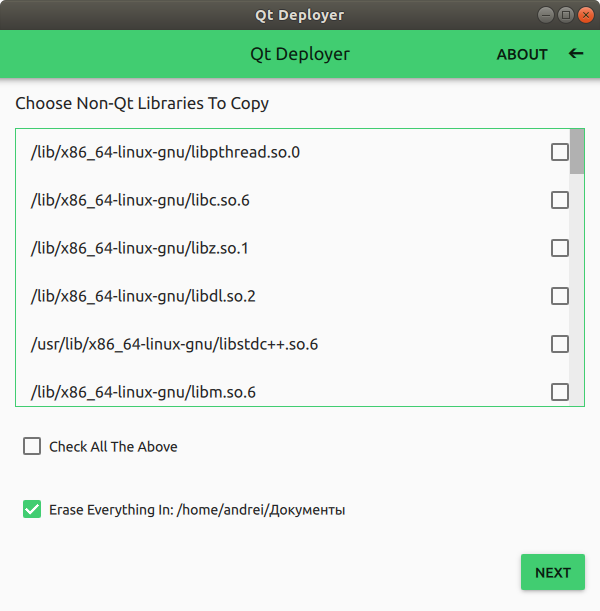 Qt Deployer
Qt Deployer ABOUT
Choose Non-Qt Libraries To Copy
/lib/x86_64-linux-gnu/libpthread.so.0
/lib/x86_64-linux-gnu/libc.so.6
/lib/x86_64-linux-gnu/libz.so.1
/lib/x86_64-linux-gnu/libdl.so.2
/usr/lib/x86_64-linux-gnu/libstdc++.so.6
/lib/x86_64-linux-gnu/libm.so.6
Check All The Above
Erase Everything In: /home/andrei/Документы
NEXT